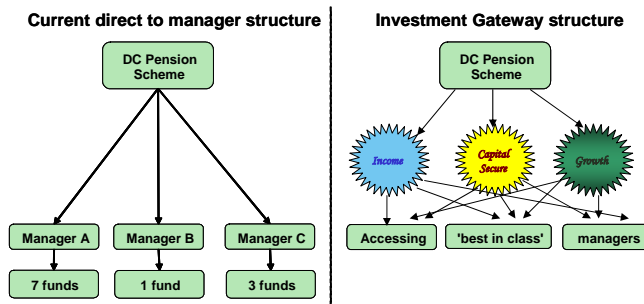 Current direct to manager structure
DC Pension
Scheme
Manager A
Manager B
Manager C
7 funds
1 fund
3 funds
Investment Gateway structure
DC Pension
Scheme
Income
Capital
Secure
Growth
Accessing
'best in class'
managers